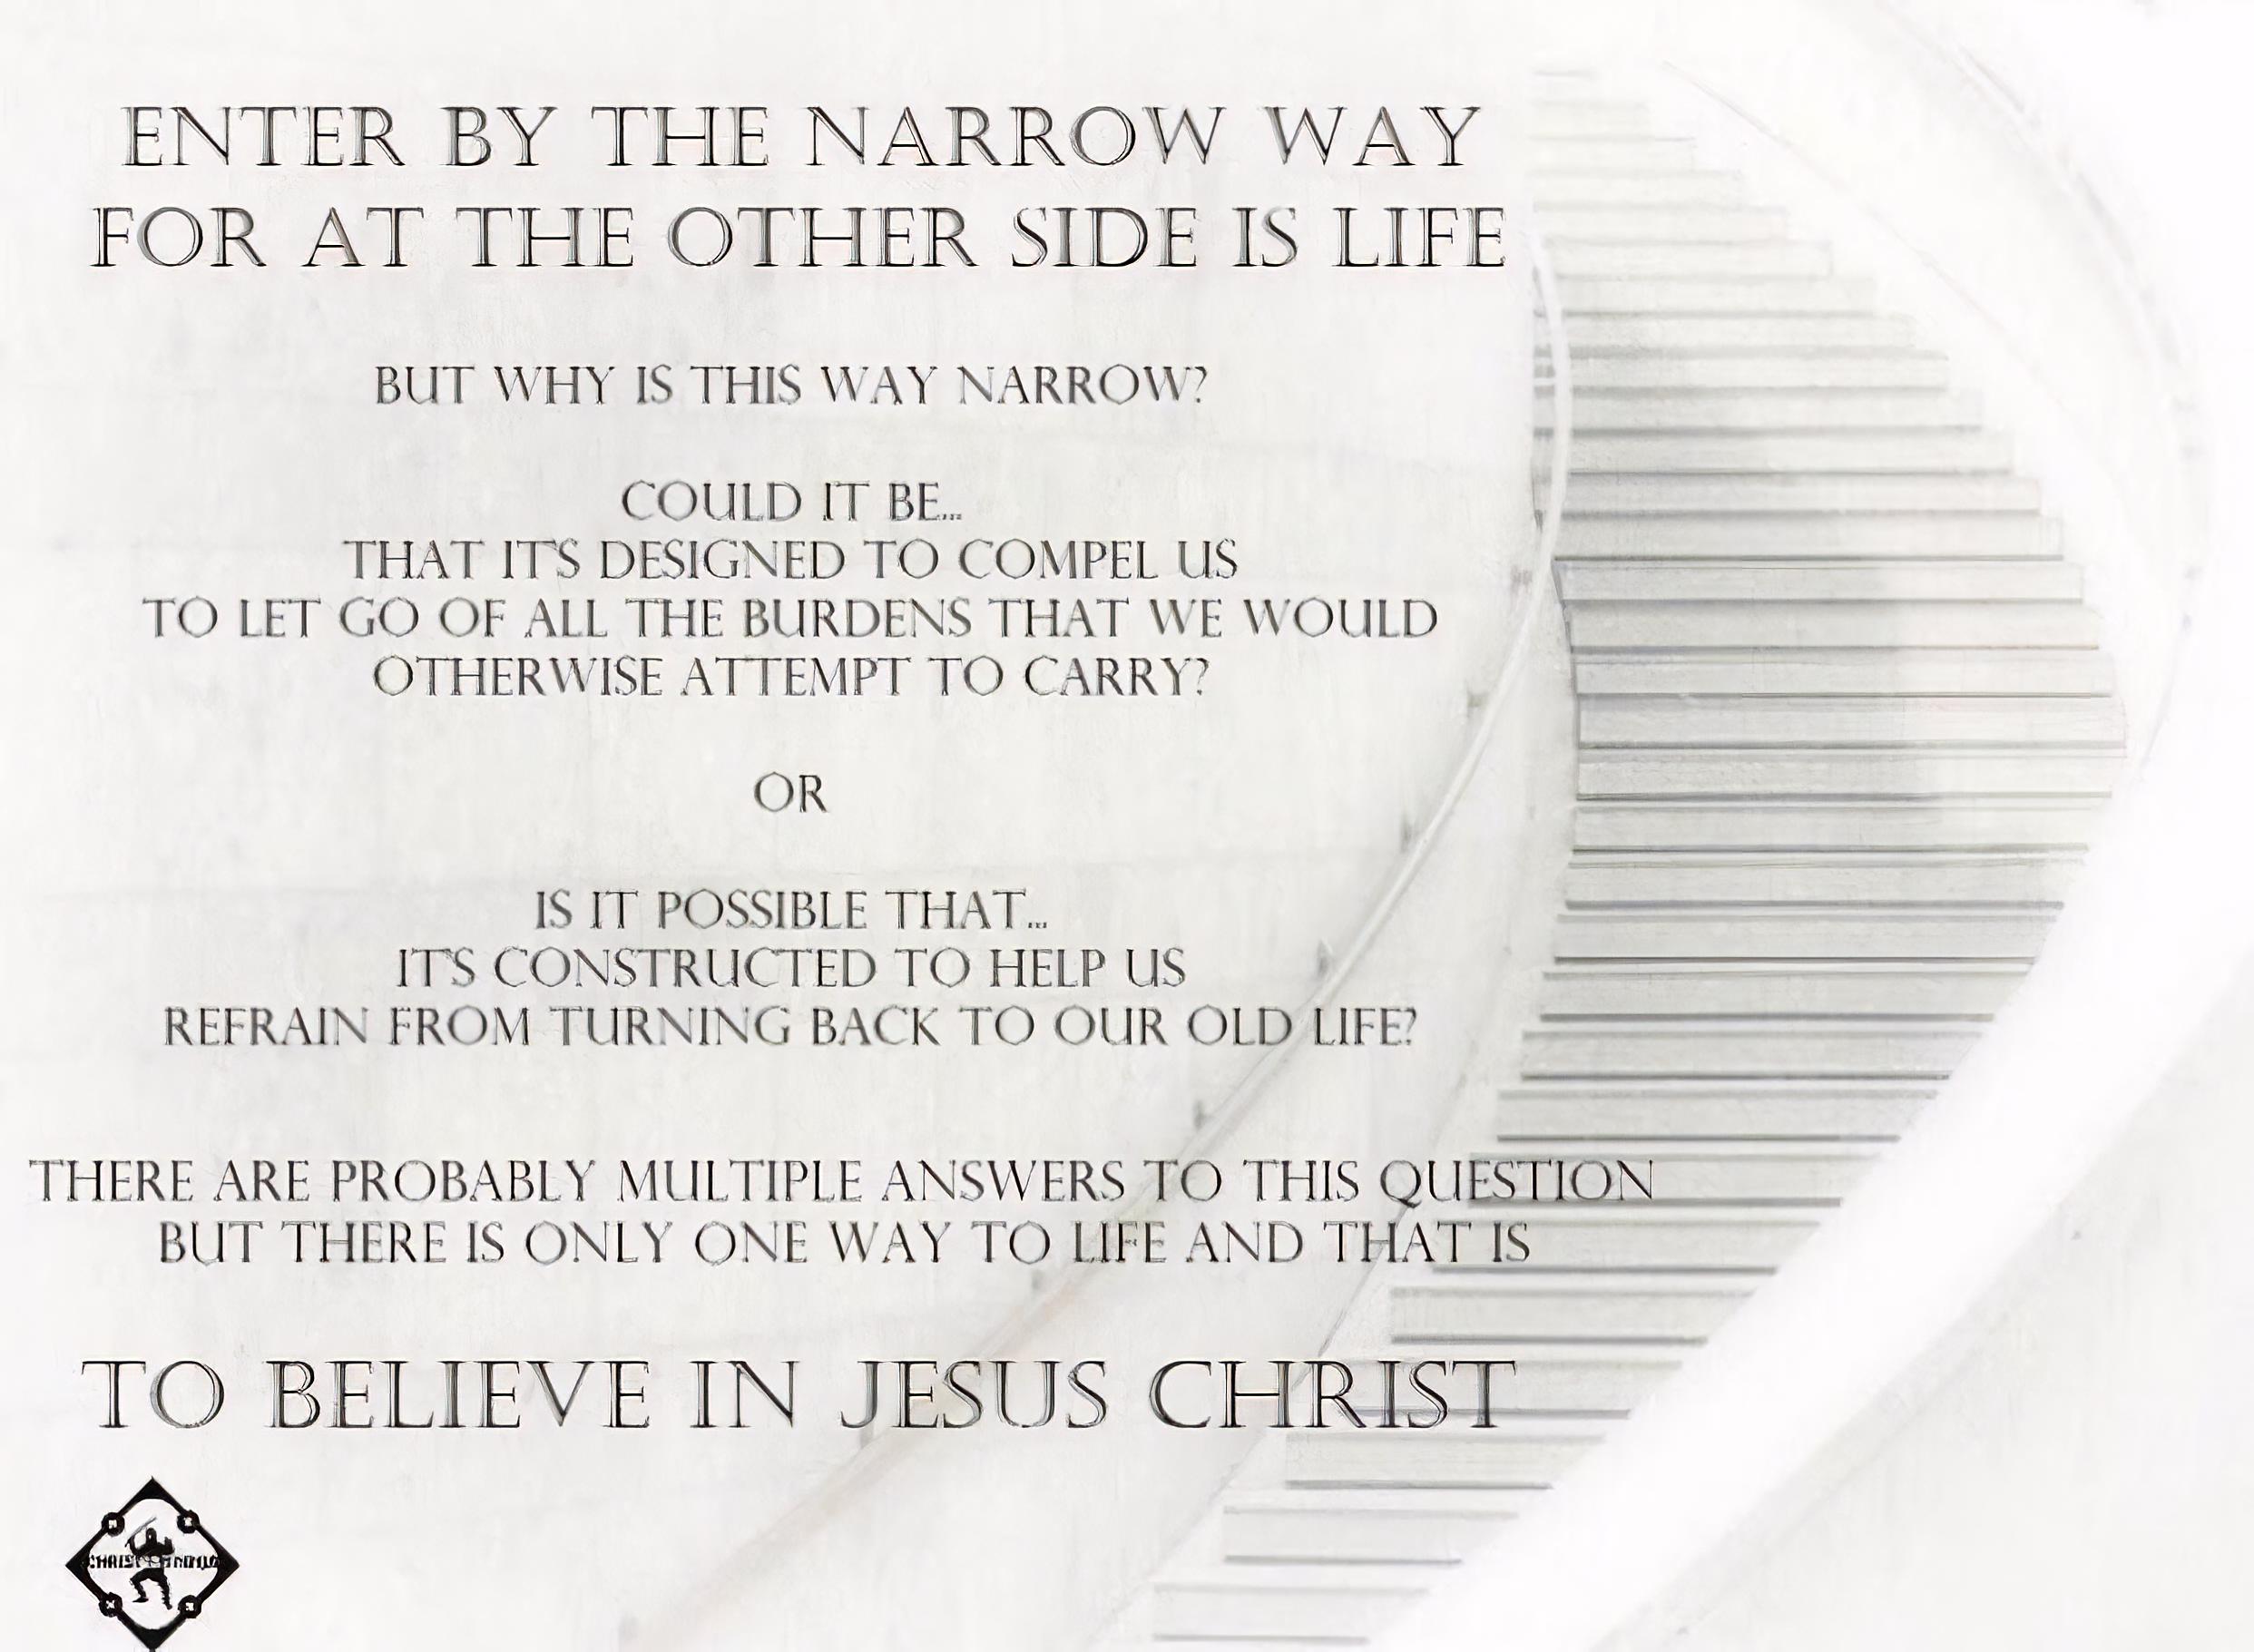 ENTER BY THE NARROW WAY
FOR AT THE OTHER SIDE IS LIFE
BUT WHY IS THIS WAY NARROW?
COULD IT BE...
THAT IT'S DESIGNED TO COMPEL US
TO LET GO OF ALL THE BURDENS THAT WE WOULD
OTHERWISE ATTEMPT TO CARRY?
OR
IS IT POSSIBLE THAT...
IT'S CONSTRUCTED TO HELP US
REFRAIN FROM TURNING BACK TO OUR OLD LIFE?
THERE ARE PROBABLY MULTIPLE ANSWERS TO THIS QUESTION
BUT THERE IS ONLY ONE WAY TO LIFE AND THAT IS
TO BELIEVE IN JESUS CHRIST